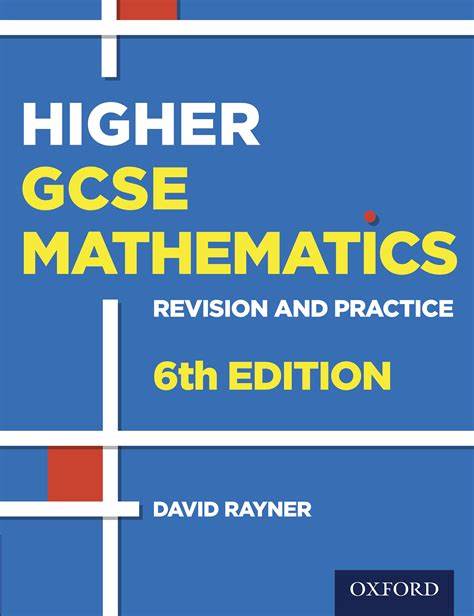 HIGHER
GCSE
MATHEMATICS
REVISION AND PRACTICE
6th EDITION
DAVID RAYNER
OXFORD